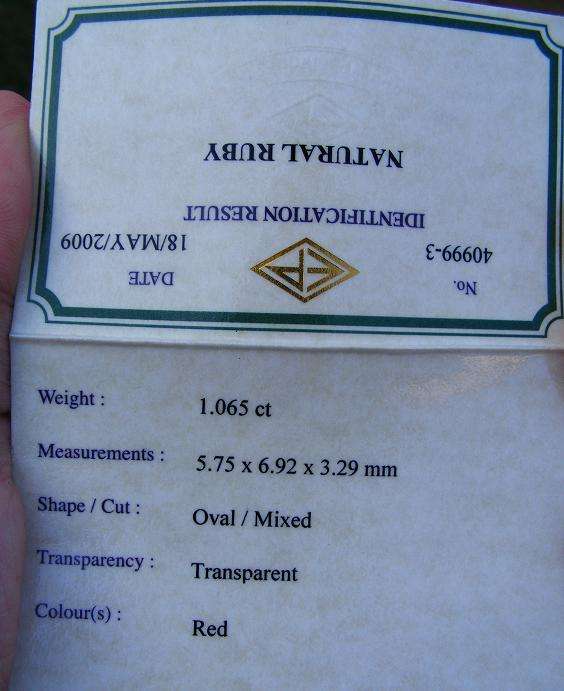 No. DATE
40999-3 18/MAY/2009
IDENTIFICATION RESULT
NATURAL RUBY
Weight : 1.065 ct
Measurements : 5.75 x 6.92 x 3.29 mm
Shape / Cut : Oval / Mixed
Transparency : Transparent
Colour(s) : Red